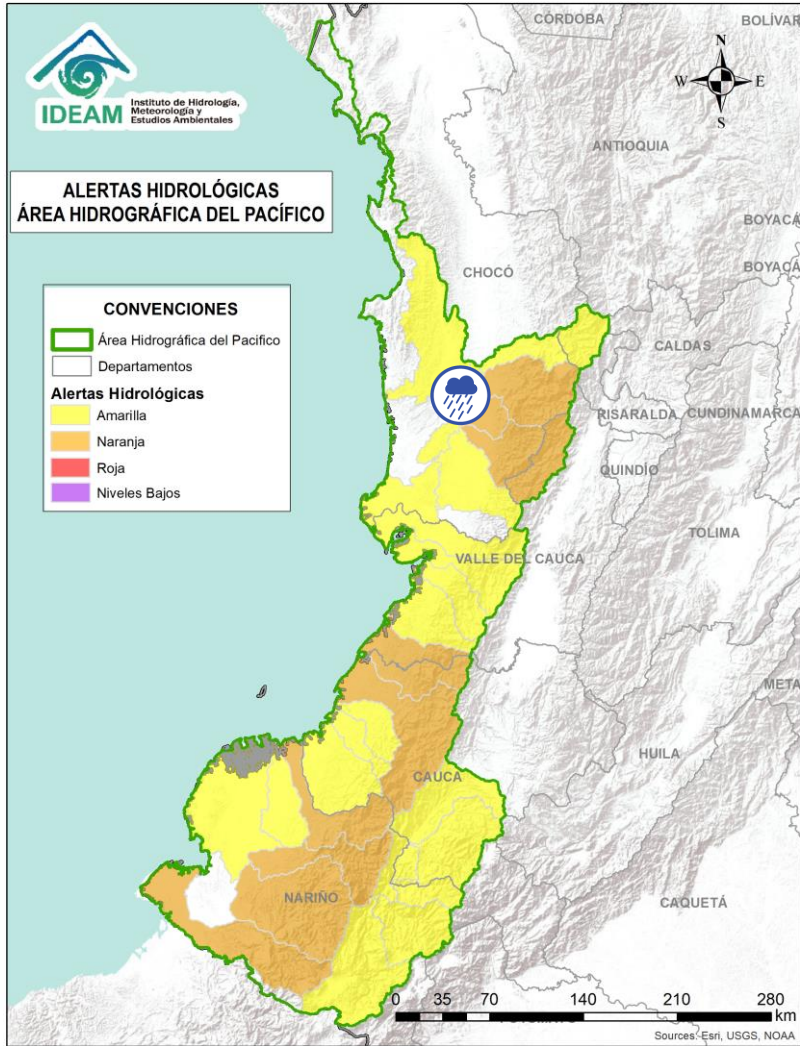 IDEAM
Instituto de Hidrología,
Meteorología y
Estudios Ambientales
CÓRDOBA
BOLÍVAR
N
W
E
S
ANTIOQUIA
ALERTAS HIDROLÓGICAS
ÁREA HIDROGRÁFICA DEL PACÍFICO
BOYACÁ
CHOCÓ
BOYACÁ
CONVENCIONES
Área Hidrográfica del Pacifico
Departamentos
Alertas Hidrológicas
Amarilla
Naranja
Roja
Niveles Bajos
CALDAS
RISARALDA
CUNDINAMARCA
QUINDÍO
TOLIMA
VALLE DEL CAUCA
META
HUILA
CAUCA
NARIÑO
CAQUETÁ
0 35 70 140 210 280
km
Sources: Esri, USGS, NOAA